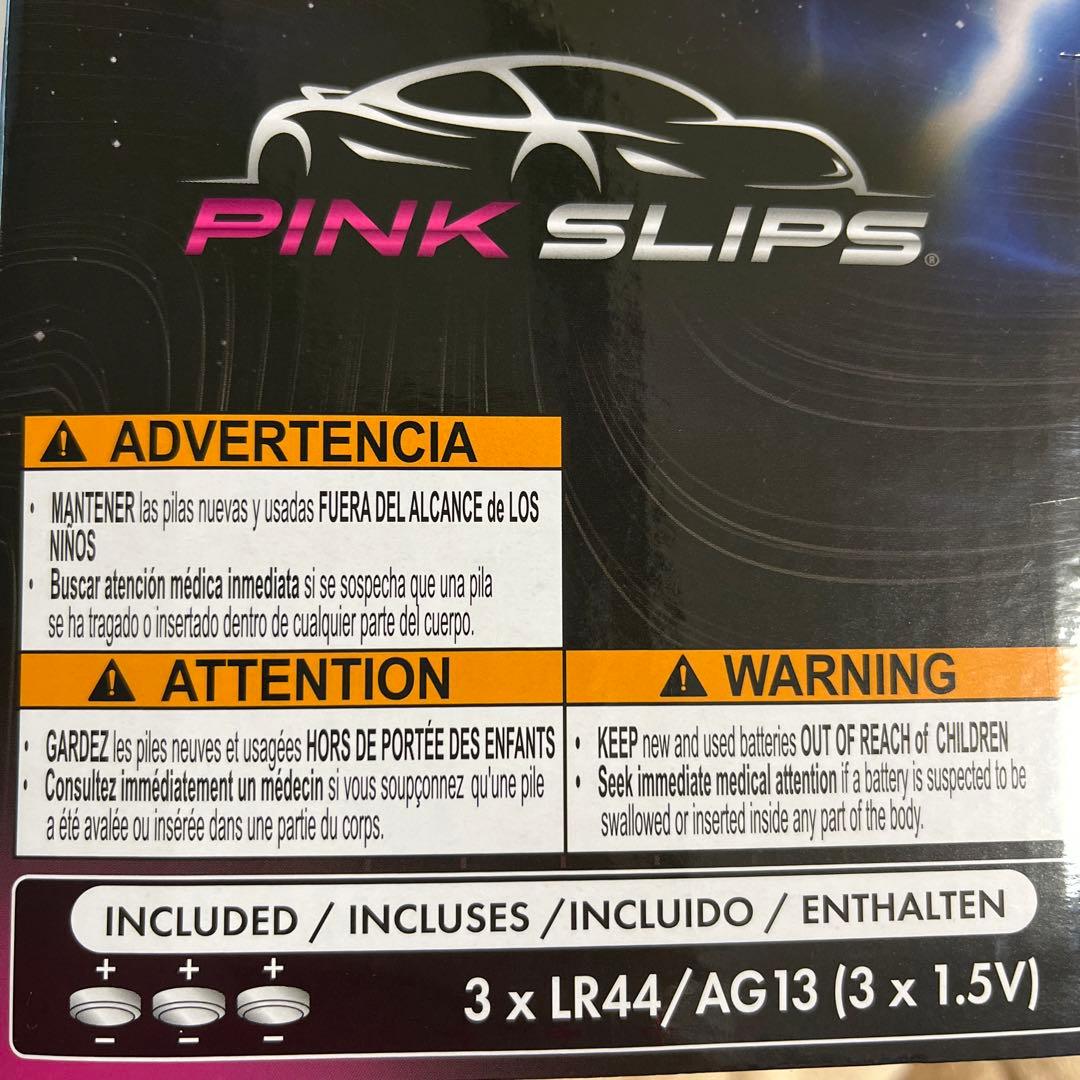 PINK SLIPS®
ADVERTENCIA
• MANTENER las pilas nuevas y usadas FUERA DEL ALCANCE de LOS
NIÑOS
• Buscar atención médica inmediata si se sospecha que una pila
se ha tragado o insertado dentro de cualquier parte del cuerpo.
ATTENTION
• GARDEZ les piles neuves et usagées HORS DE PORTÉE DES ENFANTS
• Consultez immédiatement un médecin si vous soupçonnez qu'une pile
a été avalée ou insérée dans une partie du corps.
WARNING
• KEEP new and used batteries OUT OF REACH of CHILDREN
• Seek immediate medical attention if a battery is suspected to be
swallowed or inserted inside any part of the body.
INCLUDED / INCLUSES /INCLUIDO / ENTHALTEN
+ + +
- - -
3 x LR44/AG13 (3 x 1.5V)